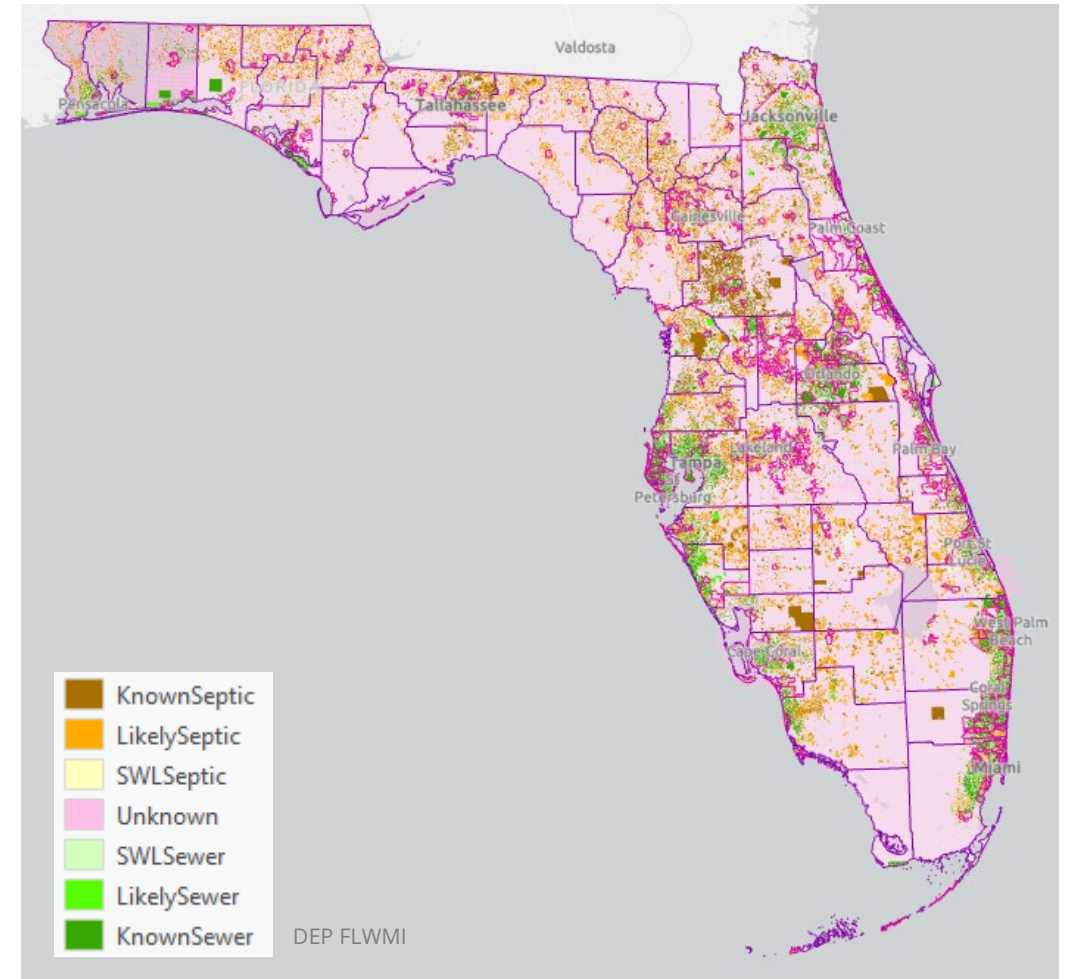 Valdosta
FLORIDA
Pensacola
Tallahassee
Jacksonville
Gainesville
Palm Coast
Orlando
Lakeland
Palm Bay
Tampa
St
Petersburg
Port St
Lucie
West Palm
Beach
Cape Coral
Coral
Springs
Miami
KnownSeptic
LikelySeptic
SWLSeptic
Unknown
SWLSewer
LikelySewer
KnownSewer
DEP FLWMI